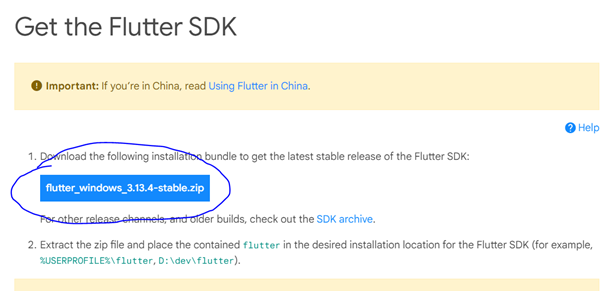 Get the Flutter SDK
Important: If you're in China, read Using Flutter in China.
Help
1. Download the following installation bundle to get the latest stable release of the Flutter SDK:
flutter_windows_3.13.4-stable.zip
For other release channels, and older builds, check out the SDK archive.
2. Extract the zip file and place the contained flutter in the desired installation location for the Flutter SDK (for example,
%USERPROFILE%\flutter, D:\dev\flutter).